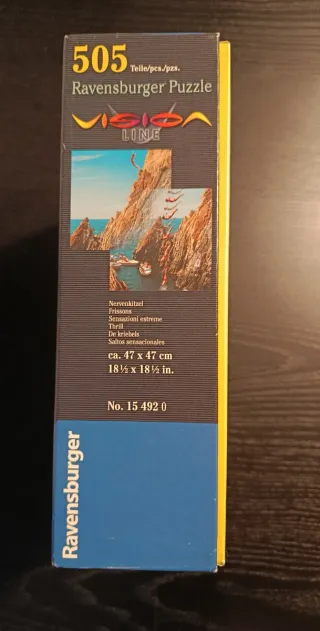 505 Teile/pcs./pzs.
Ravensburger Puzzle
VISION
LINE
Nervenkitzel
Frissons
Sensazioni estreme
Thrill
De kriebels
Saltos sensacionales
ca. 47 x 47 cm
18½ x 18½ in.
No. 15 492 0
Ravensburger